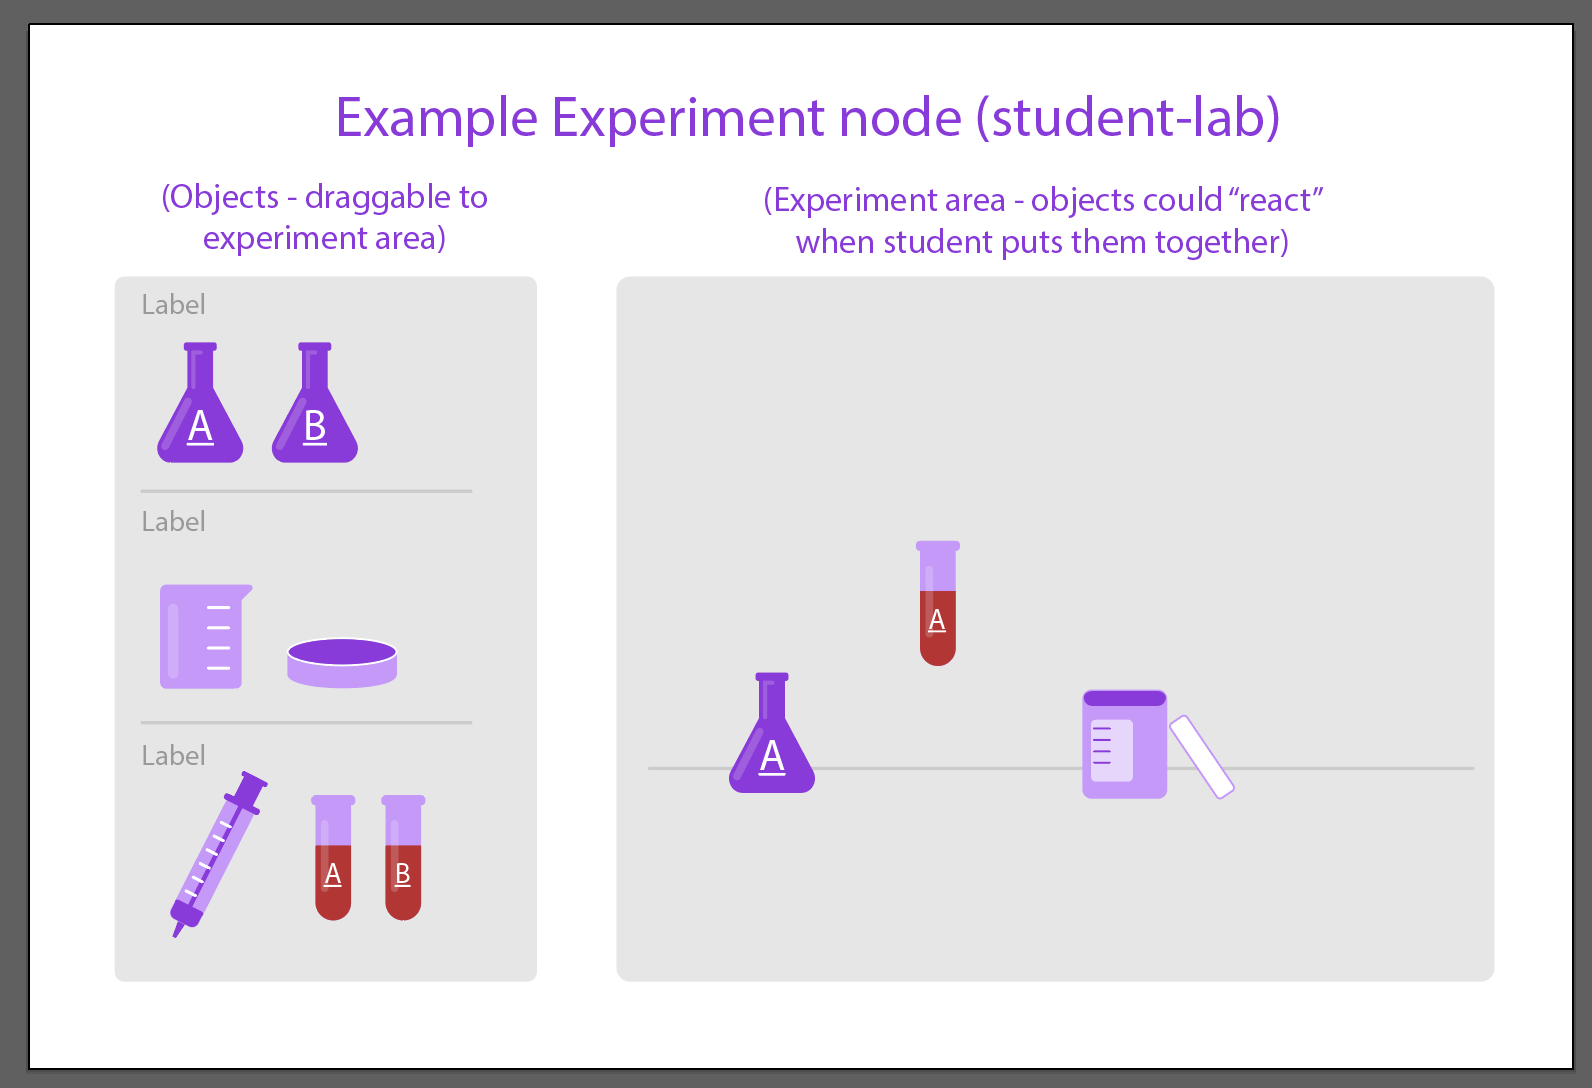 Example Experiment node (student-lab)
(Objects - draggable to
experiment area)
(Experiment area - objects could “react”
when student puts them together)
Label
A
B
Label
Label
A
B
A
A